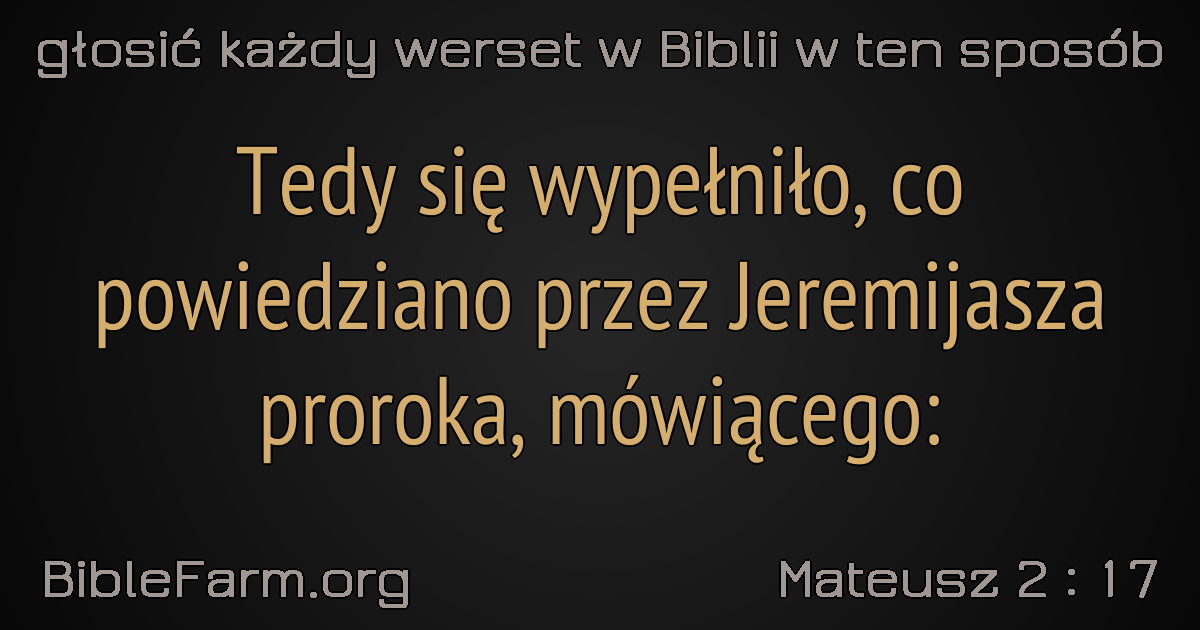 głosić każdy werset w Biblii w ten sposób
Tedy się wypełniło, co
powiedziano przez Jeremijasza
proroka, mówiącego:
BibleFarm.org
Mateusz 2 : 17